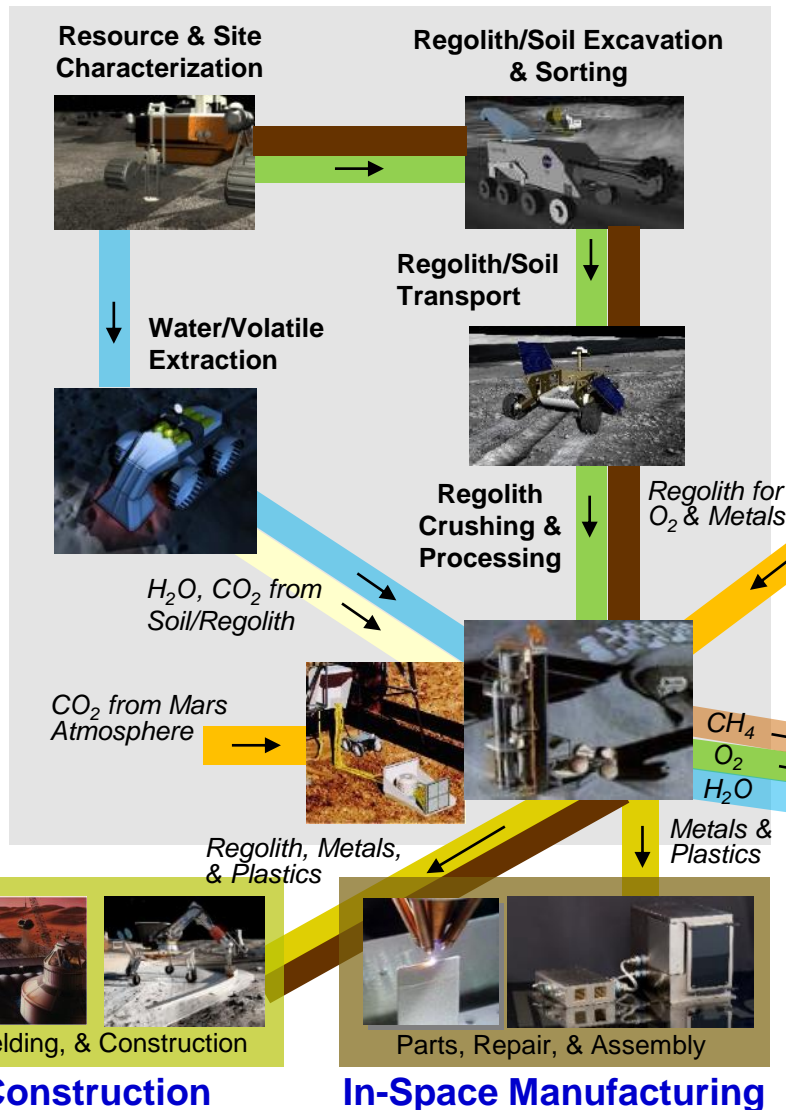 Resource & Site
Characterization
Regolith/Soil Excavation
& Sorting
Regolith/Soil
Transport
Water/Volatile
Extraction
Regolith
Crushing &
Processing
Regolith for
O₂ & Metals
H₂O, CO₂ from
Soil/Regolith
CO₂ from Mars
Atmosphere
CH₄
O₂
H₂O
Regolith, Metals,
& Plastics
Metals &
Plastics
elding, & Construction
Parts, Repair, & Assembly
Construction
In-Space Manufacturing